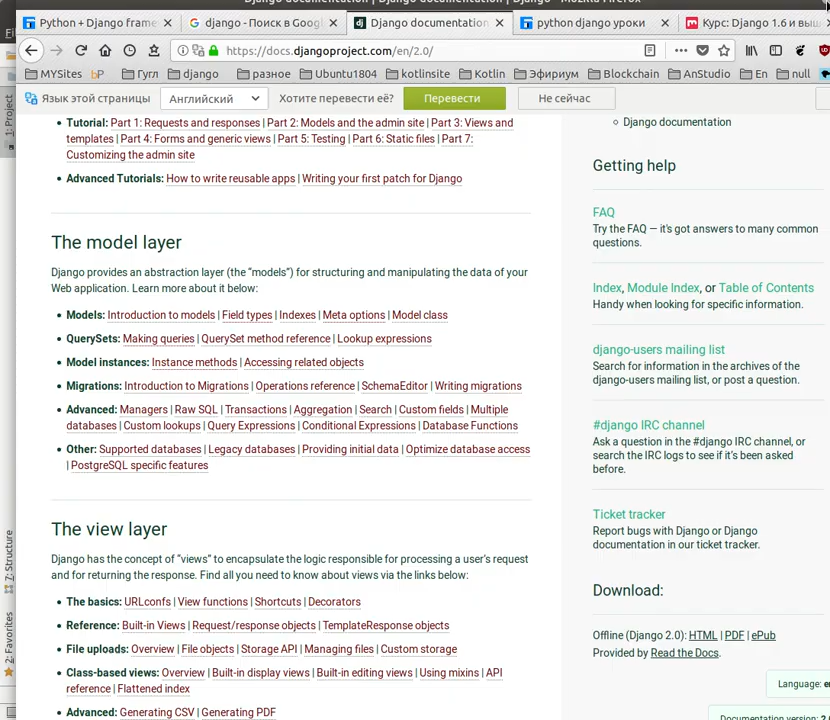 Django documentation | Django - Mozilla Firefox
Python + Django frame
django - Поиск в Googl
Django documentation
python django уроки
Курс: Django 1.6 и выш
https://docs.djangoproject.com/en/2.0/
MYSites
bP
Гугл
django
разное
Ubuntu1804
kotlinsite
Kotlin
Эфириум
Blockchain
AnStudio
En
null
Язык этой страницы
Английский
Хотите перевести её?
Перевести
Не сейчас
1: Project
7: Structure
2: Favorites
• Tutorial: Part 1: Requests and responses | Part 2: Models and the admin site | Part 3: Views and
templates | Part 4: Forms and generic views | Part 5: Testing | Part 6: Static files | Part 7:
Customizing the admin site
• Advanced Tutorials: How to write reusable apps | Writing your first patch for Django
The model layer
Django provides an abstraction layer (the “models”) for structuring and manipulating the data of your
Web application. Learn more about it below:
• Models: Introduction to models | Field types | Indexes | Meta options | Model class
• QuerySets: Making queries | QuerySet method reference | Lookup expressions
• Model instances: Instance methods | Accessing related objects
• Migrations: Introduction to Migrations | Operations reference | SchemaEditor | Writing migrations
• Advanced: Managers | Raw SQL | Transactions | Aggregation | Search | Custom fields | Multiple
databases | Custom lookups | Query Expressions | Conditional Expressions | Database Functions
• Other: Supported databases | Legacy databases | Providing initial data | Optimize database access
| PostgreSQL specific features
The view layer
Django has the concept of “views” to encapsulate the logic responsible for processing a user’s request
and for returning the response. Find all you need to know about views via the links below:
• The basics: URLconfs | View functions | Shortcuts | Decorators
• Reference: Built-in Views | Request/response objects | TemplateResponse objects
• File uploads: Overview | File objects | Storage API | Managing files | Custom storage
• Class-based views: Overview | Built-in display views | Built-in editing views | Using mixins | API
reference | Flattened index
• Advanced: Generating CSV | Generating PDF
Django documentation
Getting help
FAQ
Try the FAQ — it's got answers to many common
questions.
Index, Module Index, or Table of Contents
Handy when looking for specific information.
django-users mailing list
Search for information in the archives of the
django-users mailing list, or post a question.
#django IRC channel
Ask a question in the #django IRC channel, or
search the IRC logs to see if it’s been asked
before.
Ticket tracker
Report bugs with Django or Django
documentation in our ticket tracker.
Download:
Offline (Django 2.0): HTML | PDF | ePub
Provided by Read the Docs.
Language: e
Documentation version: 2